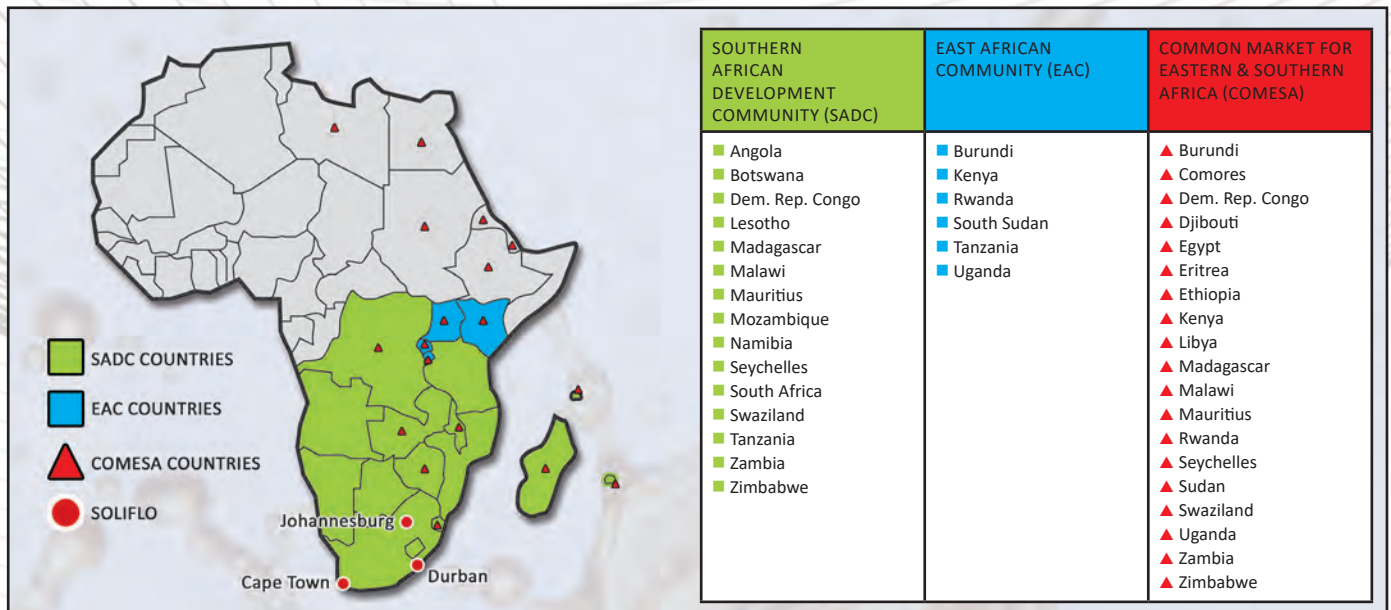 SADC COUNTRIES
EAC COUNTRIES
COMESA COUNTRIES
SOLIFLO
Johannesburg
Cape Town
Durban
SOUTHERN
AFRICAN
DEVELOPMENT
COMMUNITY (SADC)
Angola
Botswana
Dem. Rep. Congo
Lesotho
Madagascar
Malawi
Mauritius
Mozambique
Namibia
Seychelles
South Africa
Swaziland
Tanzania
Zambia
Zimbabwe
EAST AFRICAN
COMMUNITY (EAC)
Burundi
Kenya
Rwanda
South Sudan
Tanzania
Uganda
COMMON MARKET FOR
EASTERN & SOUTHERN
AFRICA (COMESA)
Burundi
Comores
Dem. Rep. Congo
Djibouti
Egypt
Eritrea
Ethiopia
Kenya
Libya
Madagascar
Malawi
Mauritius
Rwanda
Seychelles
Sudan
Swaziland
Uganda
Zambia
Zimbabwe